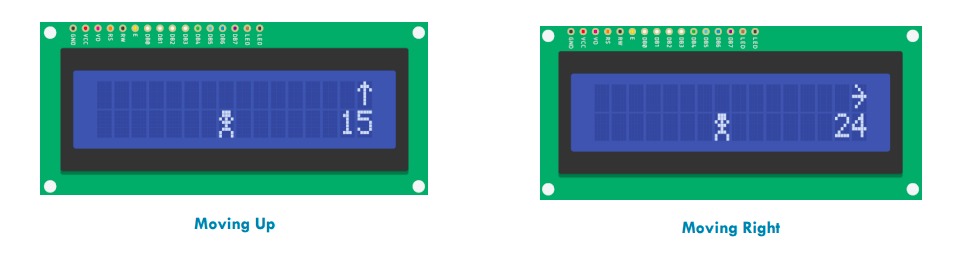 GND VCC VO RS RW E DB0 DB1 DB2 DB3 DB4 DB5 DB6 DB7 LED LED
↑
15
Moving Up
GND VCC VO RS RW E DB0 DB1 DB2 DB3 DB4 DB5 DB6 DB7 LED LED
→
24
Moving Right